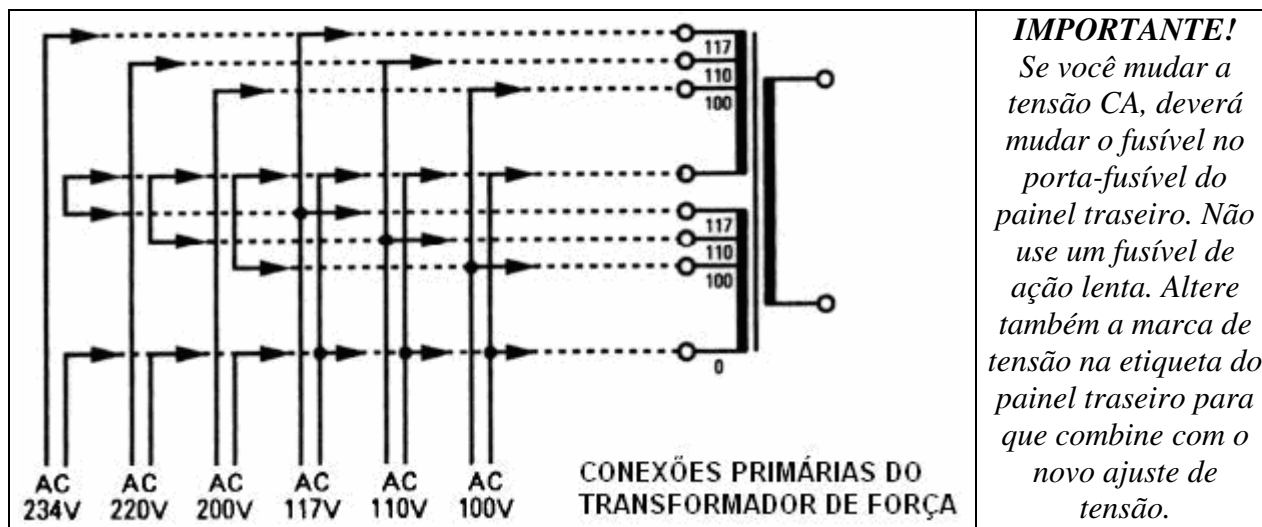 117
110
100
117
110
100
0
AC AC AC AC AC AC
234V 220V 200V 117V 110V 100V
CONEXÕES PRIMÁRIAS DO
TRANSFORMADOR DE FORÇA
IMPORTANTE!
Se você mudar a
tensão CA, deverá
mudar o fusível no
porta-fusível do
painel traseiro. Não
use um fusível de
ação lenta. Altere
também a marca de
tensão na etiqueta do
painel traseiro para
que combine com o
novo ajuste de
tensão.